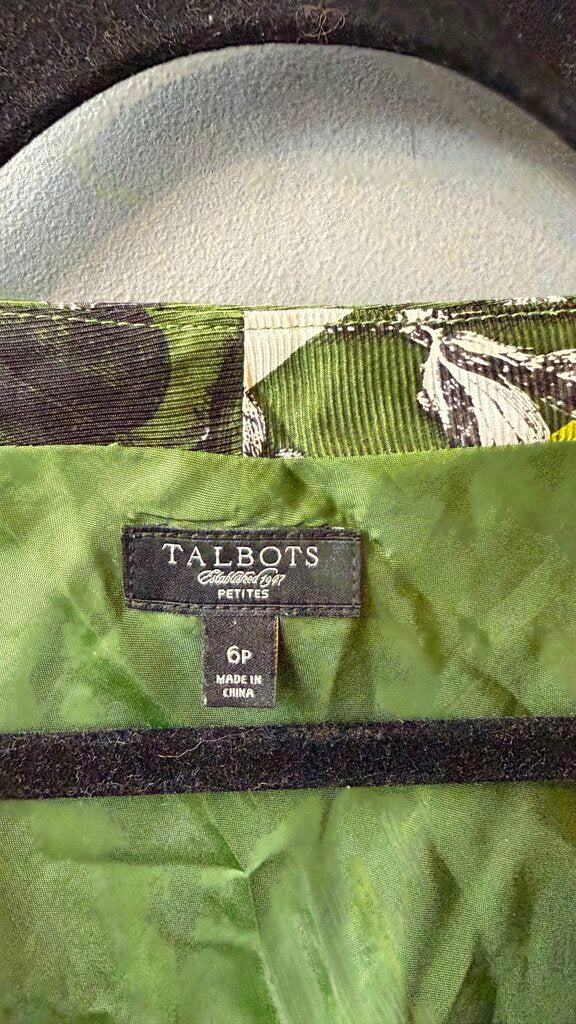 TALBOTS
Established 1947
PETITES
6P
MADE IN
CHINA